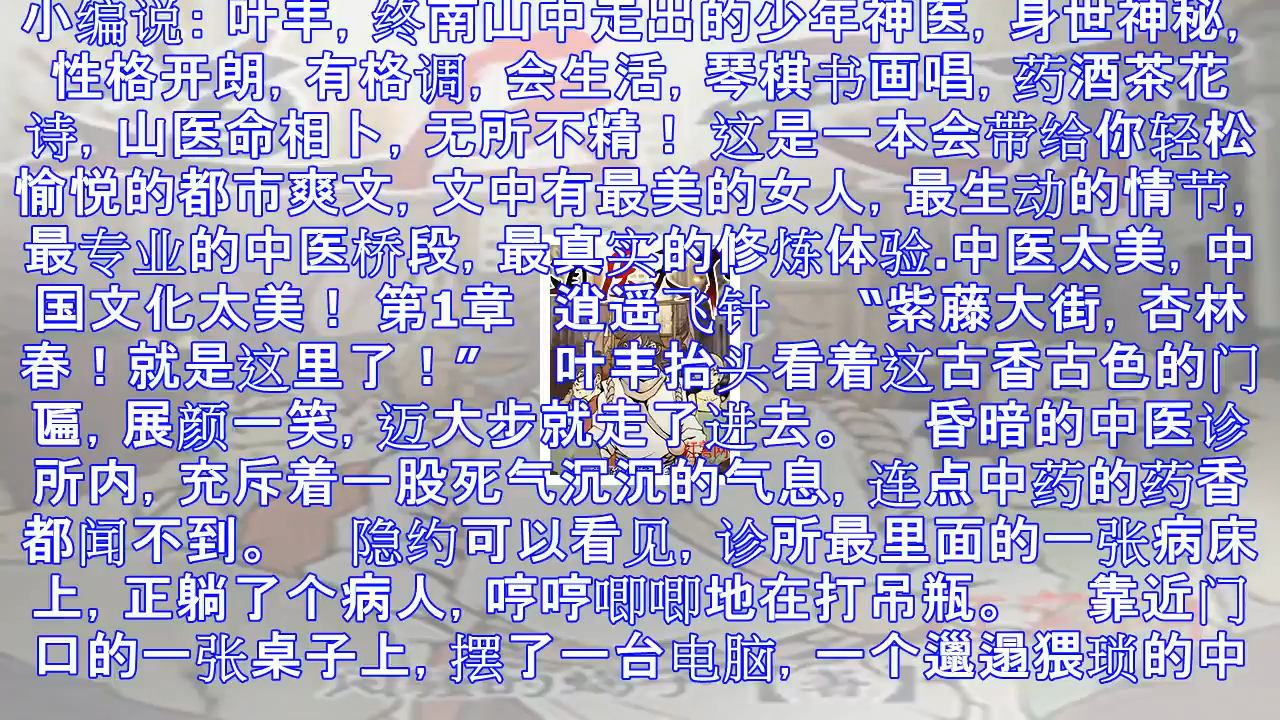 小编说：叶丰，终南山中走出的少年神医，身世神秘，
性格开朗，有格调，会生活，琴棋书画唱，药酒茶花
诗，山医命相卜，无所不精！这是一本会带给你轻松
愉悦的都市爽文，文中有最美的女人，最生动的情节，
最专业的中医桥段，最真实的修炼体验.中医太美，中
国文化太美！第1章 逍遥飞针 “紫藤大街，杏林
春！就是这里了！” 叶丰抬头看着这古香古色的门
匾，展颜一笑，迈大步就走了进去。 昏暗的中医诊
所内，充斥着一股死气沉沉的气息，连点中药的药香
都闻不到。 隐约可以看见，诊所最里面的一张病床
上，正躺了个病人，哼哼唧唧地在打吊瓶。 靠近门
口的一张桌子上，摆了一台电脑，一个邋遢猥琐的中